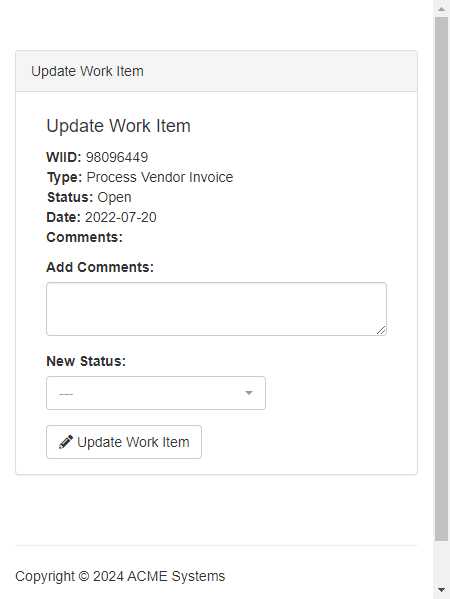 Update Work Item
Update Work Item
WIID: 98096449
Type: Process Vendor Invoice
Status: Open
Date: 2022-07-20
Comments:
Add Comments:
New Status:
---
Update Work Item
Copyright © 2024 ACME Systems